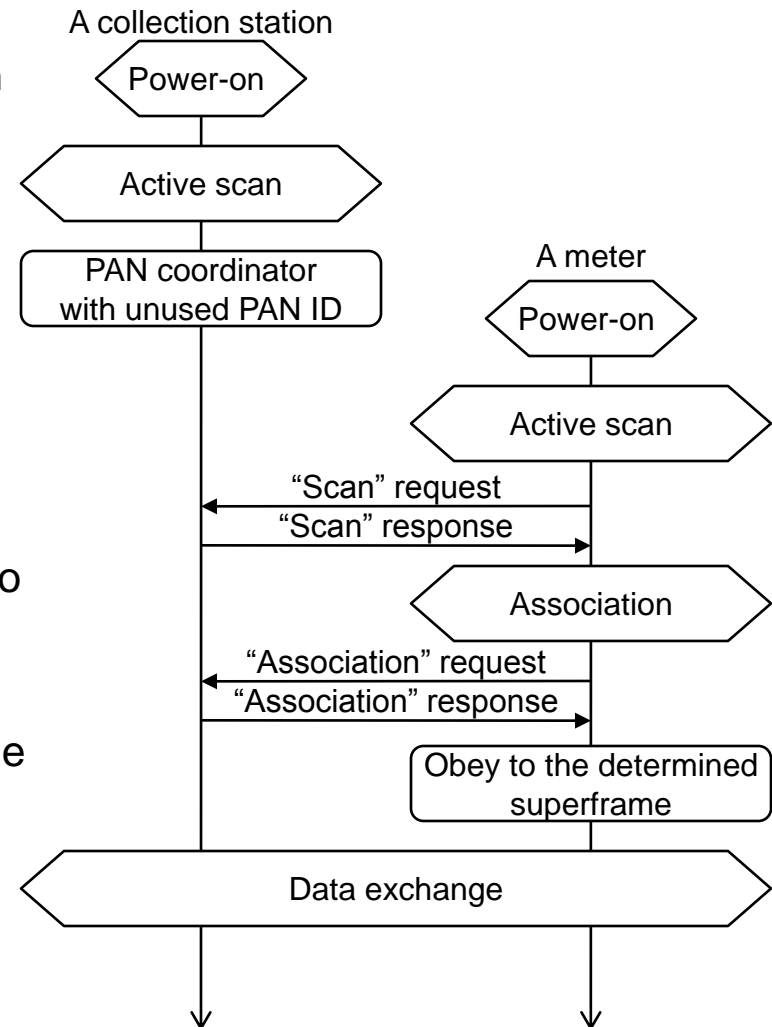 A collection station
Power-on
Active scan
PAN coordinator
with unused PAN ID
A meter
Power-on
Active scan
“Scan” request
“Scan” response
Association
“Association” request
“Association” response
Obey to the determined
superframe
Data exchange